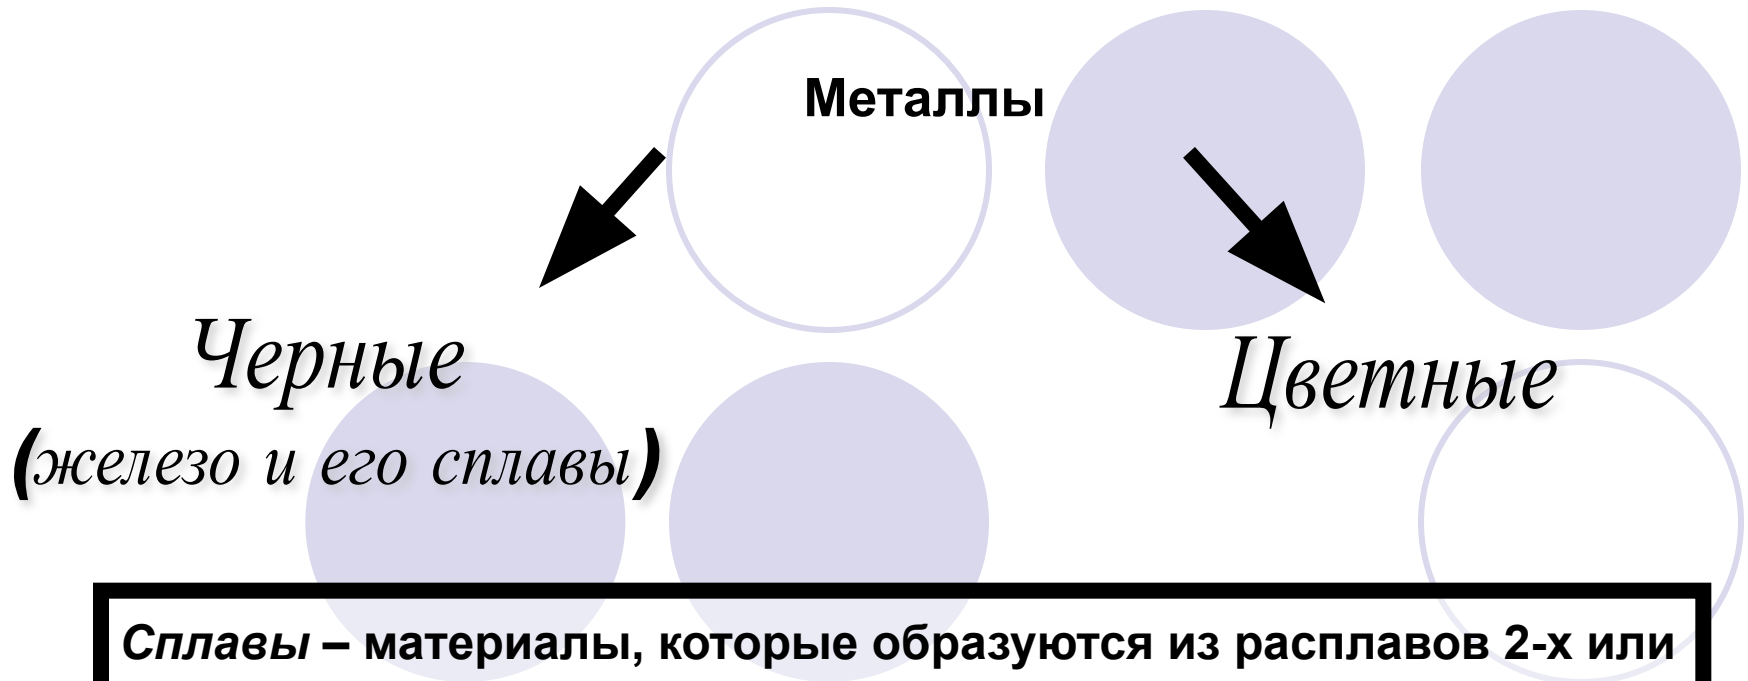 Металлы
Черные
Цветные
(железо и его сплавы)
Сплавы – материалы, которые образуются из расплавов 2-х или